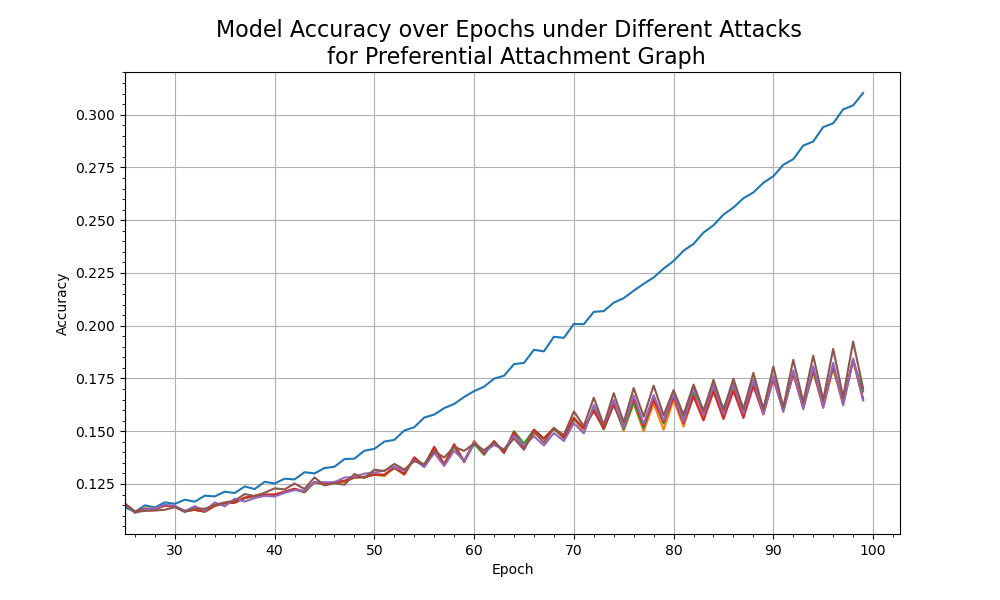 Model Accuracy over Epochs under Different Attacks
for Preferential Attachment Graph
0.300
0.275
0.250
0.225
0.200
0.175
0.150
0.125
Accuracy
30 40 50 60 70 80 90 100
Epoch